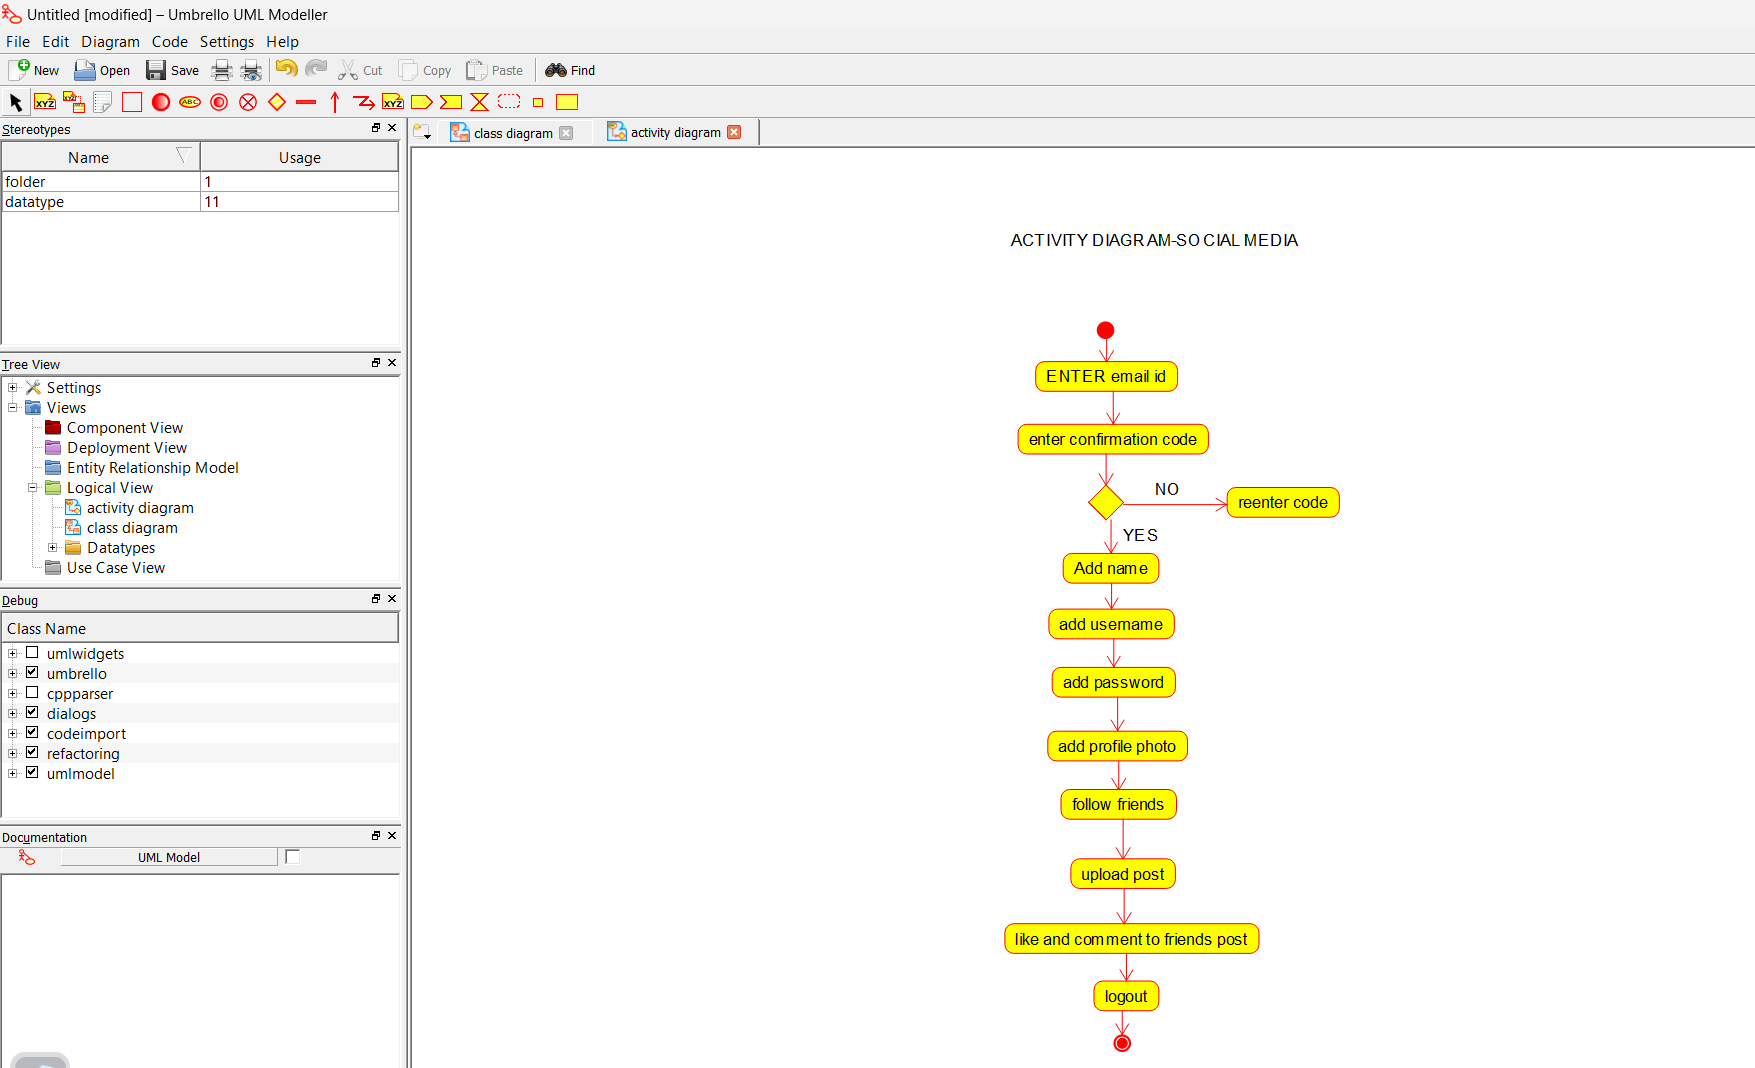 Untitled [modified] – Umbrello UML Modeller
File Edit Diagram Code Settings Help
New Open Save Cut Copy Paste Find
XYZ XYZ ABC XYZ
Stereotypes
Name Usage
folder 1
datatype 11
Tree View
Settings
Views
Component View
Deployment View
Entity Relationship Model
Logical View
activity diagram
class diagram
Datatypes
Use Case View
Debug
Class Name
umlwidgets
umbrello
cppparser
dialogs
codeimport
refactoring
umlmodel
Documentation
UML Model
class diagram activity diagram
ACTIVITY DIAGRAM-SOCIAL MEDIA
ENTER email id
enter confirmation code
NO
reenter code
YES
Add name
add username
add password
add profile photo
follow friends
upload post
like and comment to friends post
logout